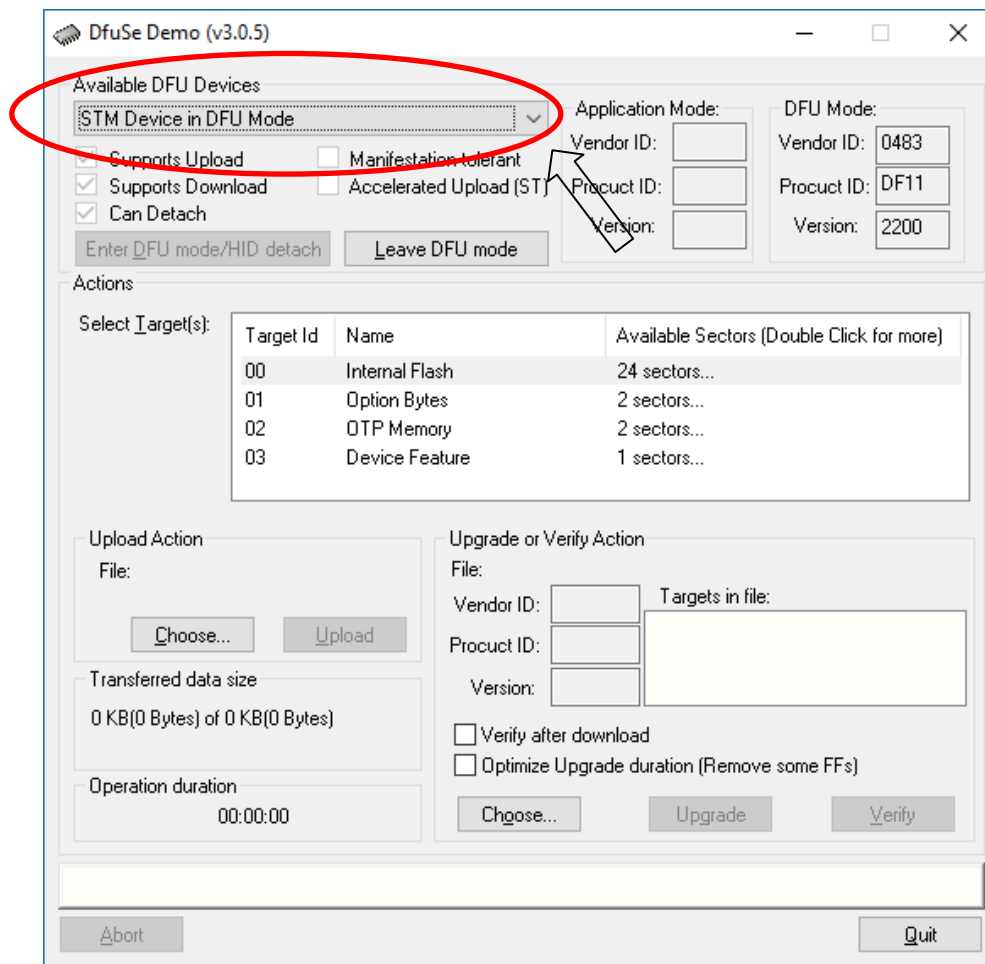 DfuSe Demo (v3.0.5)
Available DFU Devices
STM Device in DFU Mode
Supports Upload
Manifestation tolerant
Supports Download
Accelerated Upload (ST)
Can Detach
Enter DFU mode/HID detach
Leave DFU mode
Application Mode:
Vendor ID:
Procuct ID:
Version:
DFU Mode:
Vendor ID: 0483
Procuct ID: DF11
Version: 2200
Actions
Select Target(s):
Target Id Name Available Sectors (Double Click for more)
00 Internal Flash 24 sectors...
01 Option Bytes 2 sectors...
02 OTP Memory 2 sectors...
03 Device Feature 1 sectors...
Upload Action
File:
Choose...
Upload
Transferred data size
0 KB(0 Bytes) of 0 KB(0 Bytes)
Operation duration
00:00:00
Upgrade or Verify Action
File:
Vendor ID:
Procuct ID:
Version:
Targets in file:
Verify after download
Optimize Upgrade duration (Remove some FFs)
Choose...
Upgrade
Verify
Abort
Quit